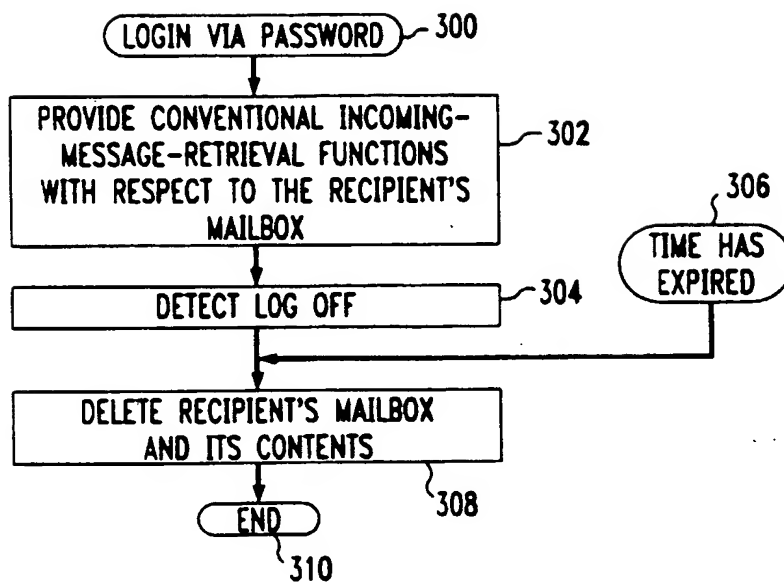 LOGIN VIA PASSWORD
300
PROVIDE CONVENTIONAL INCOMING-
MESSAGE-RETRIEVAL FUNCTIONS
WITH RESPECT TO THE RECIPIENT'S
MAILBOX
302
306
TIME HAS
EXPIRED
DETECT LOG OFF
304
DELETE RECIPIENT'S MAILBOX
AND ITS CONTENTS
308
END
310